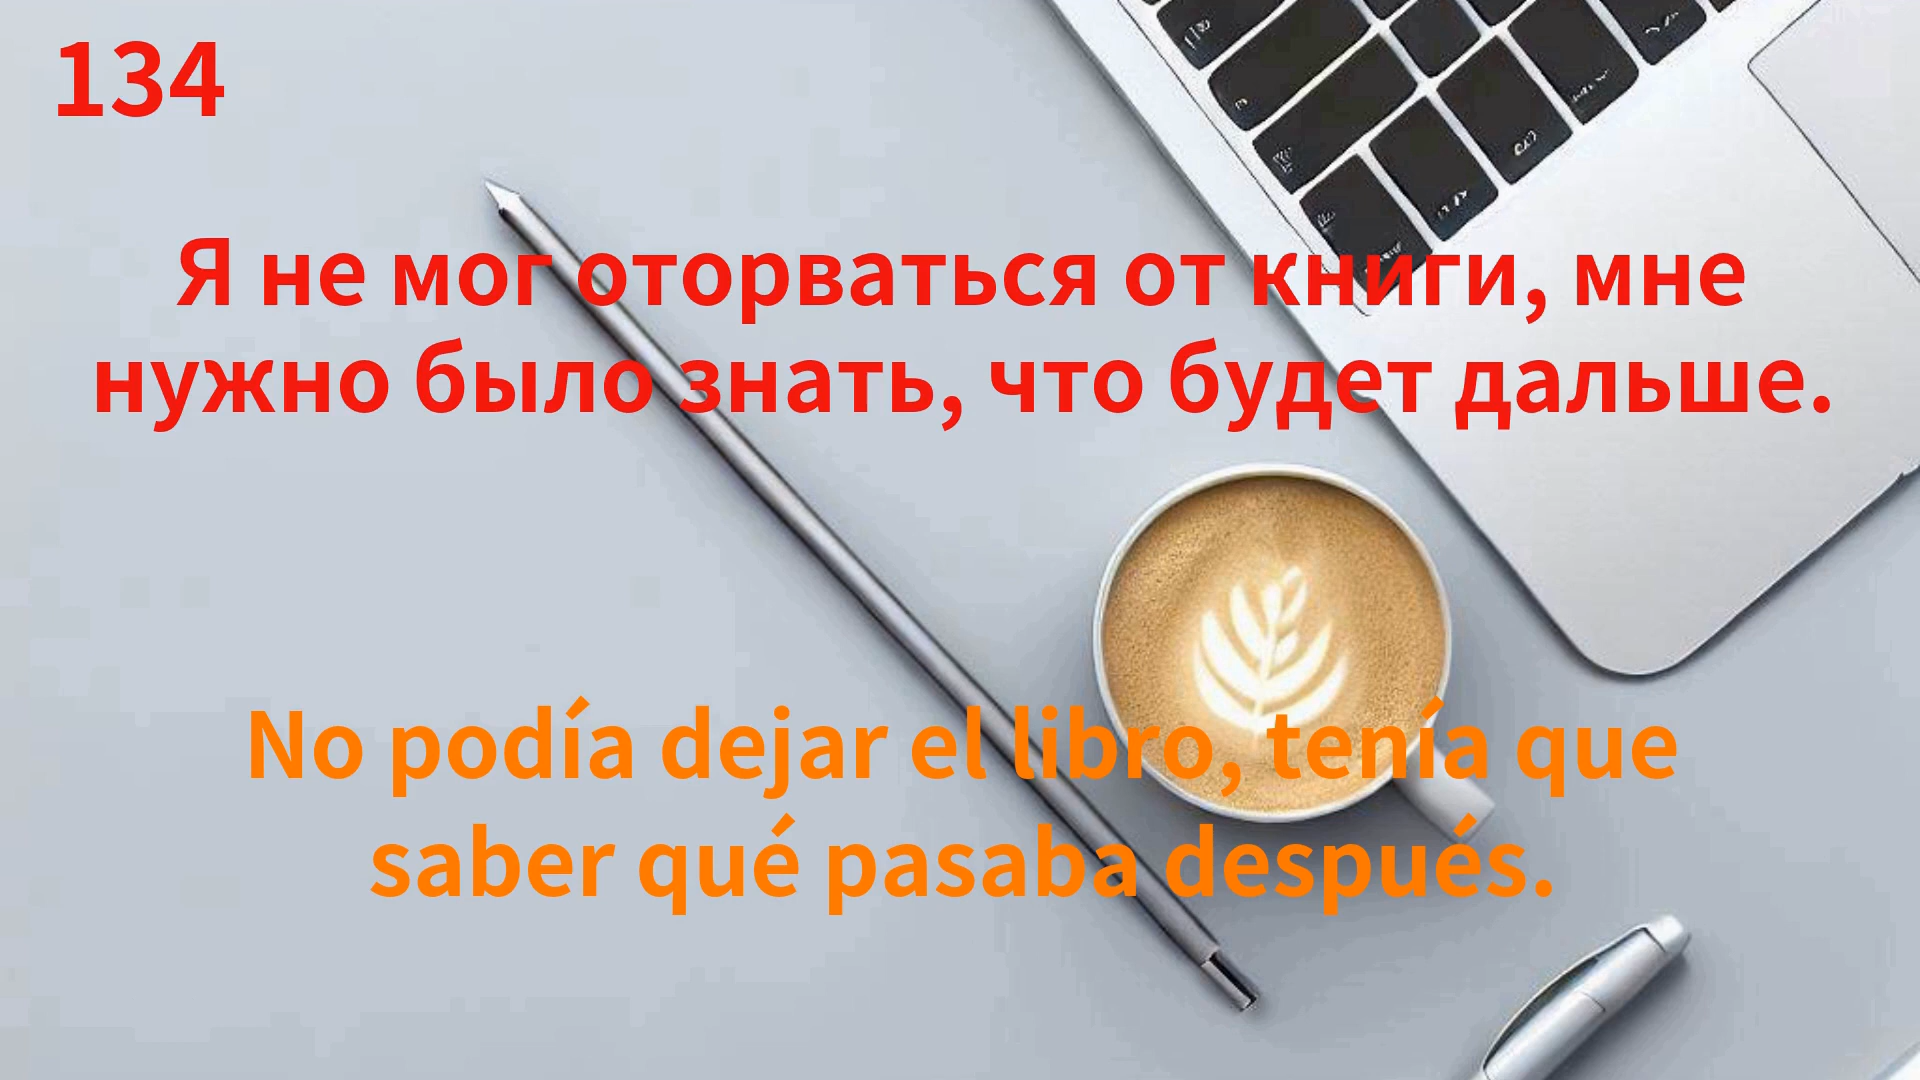 134
Я не мог оторваться от книги, мне
нужно было знать, что будет дальше.
No podía dejar el libro, tenía que
saber qué pasaba después.